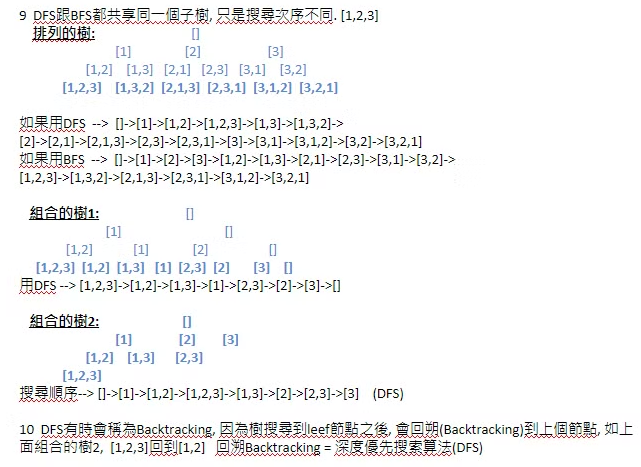 9 DFS跟BFS都共享同一個子樹, 只是搜尋次序不同. [1,2,3]
排列的樹: []
[1] [2] [3]
[1,2] [1,3] [2,1] [2,3] [3,1] [3,2]
[1,2,3] [1,3,2] [2,1,3] [2,3,1] [3,1,2] [3,2,1]
如果用DFS --> []->[1]->[1,2]->[1,2,3]->[1,3]->[1,3,2]->
[2]->[2,1]->[2,1,3]->[2,3]->[2,3,1]->[3]->[3,1]->[3,1,2]->[3,2]->[3,2,1]
如果用BFS --> []->[1]->[2]->[3]->[1,2]->[1,3]->[2,1]->[2,3]->[3,1]->[3,2]->
[1,2,3]->[1,3,2]->[2,1,3]->[2,3,1]->[3,1,2]->[3,2,1]
組合的樹1: []
[1] []
[1,2] [1] [2] []
[1,2,3] [1,2] [1,3] [1] [2,3] [2] [3] []
用DFS --> [1,2,3]->[1,2]->[1,3]->[1]->[2,3]->[2]->[3]->[]
組合的樹2: []
[1] [2] [3]
[1,2] [1,3] [2,3]
[1,2,3]
搜尋順序--> []->[1]->[1,2]->[1,2,3]->[1,3]->[2]->[2,3]->[3] (DFS)
10 DFS有時會稱為Backtracking, 因為樹搜尋到leef節點之後, 會回朔(Backtracking)到上個節點, 如上
面組合的樹2, [1,2,3]回到[1,2] 回溯Backtracking = 深度優先搜索算法(DFS)